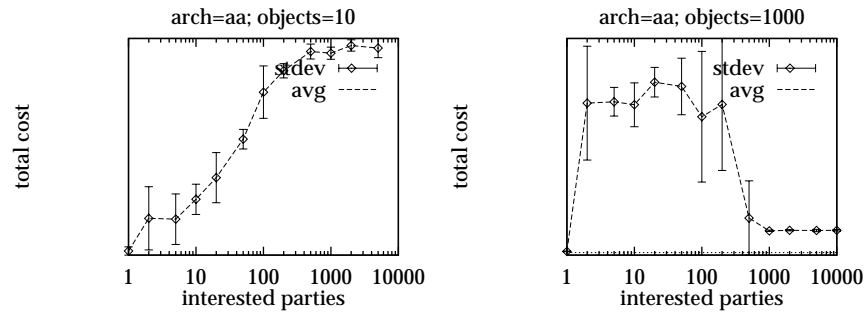 arch=aa; objects=10
stdev
avg
total cost
1 10 100 1000 10000
interested parties
arch=aa; objects=1000
stdev
avg
total cost
1 10 100 1000 10000
interested parties